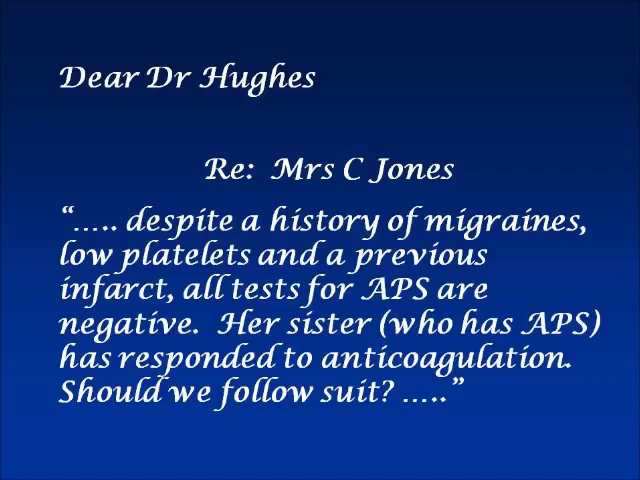 Dear Dr Hughes
Re: Mrs C Jones
“….. despite a history of migraines,
low platelets and a previous
infarct, all tests for APS are
negative. Her sister (who has APS)
has responded to anticoagulation.
Should we follow suit? …..”